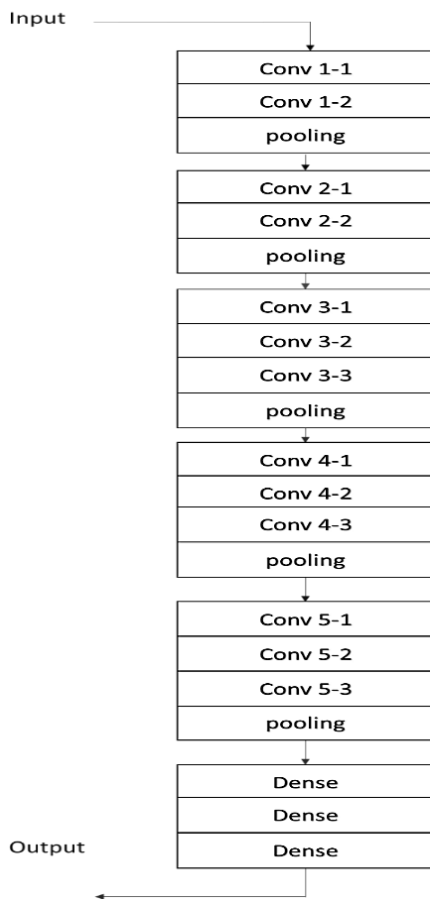 Input
Conv 1-1
Conv 1-2
pooling
Conv 2-1
Conv 2-2
pooling
Conv 3-1
Conv 3-2
Conv 3-3
pooling
Conv 4-1
Conv 4-2
Conv 4-3
pooling
Conv 5-1
Conv 5-2
Conv 5-3
pooling
Dense
Dense
Dense
Output